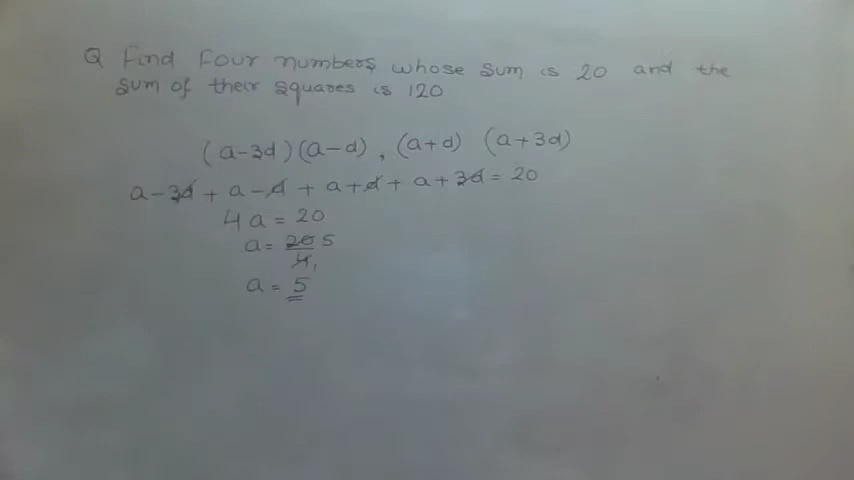 Q Find Four numbers whose sum is 20 and the
sum of their squares is 120
(a-3d)(a-d), (a+d) (a+3d)
a-3d + a-d + a+d + a+3d = 20
4a = 20
a = 20/4 5 1
a = 5